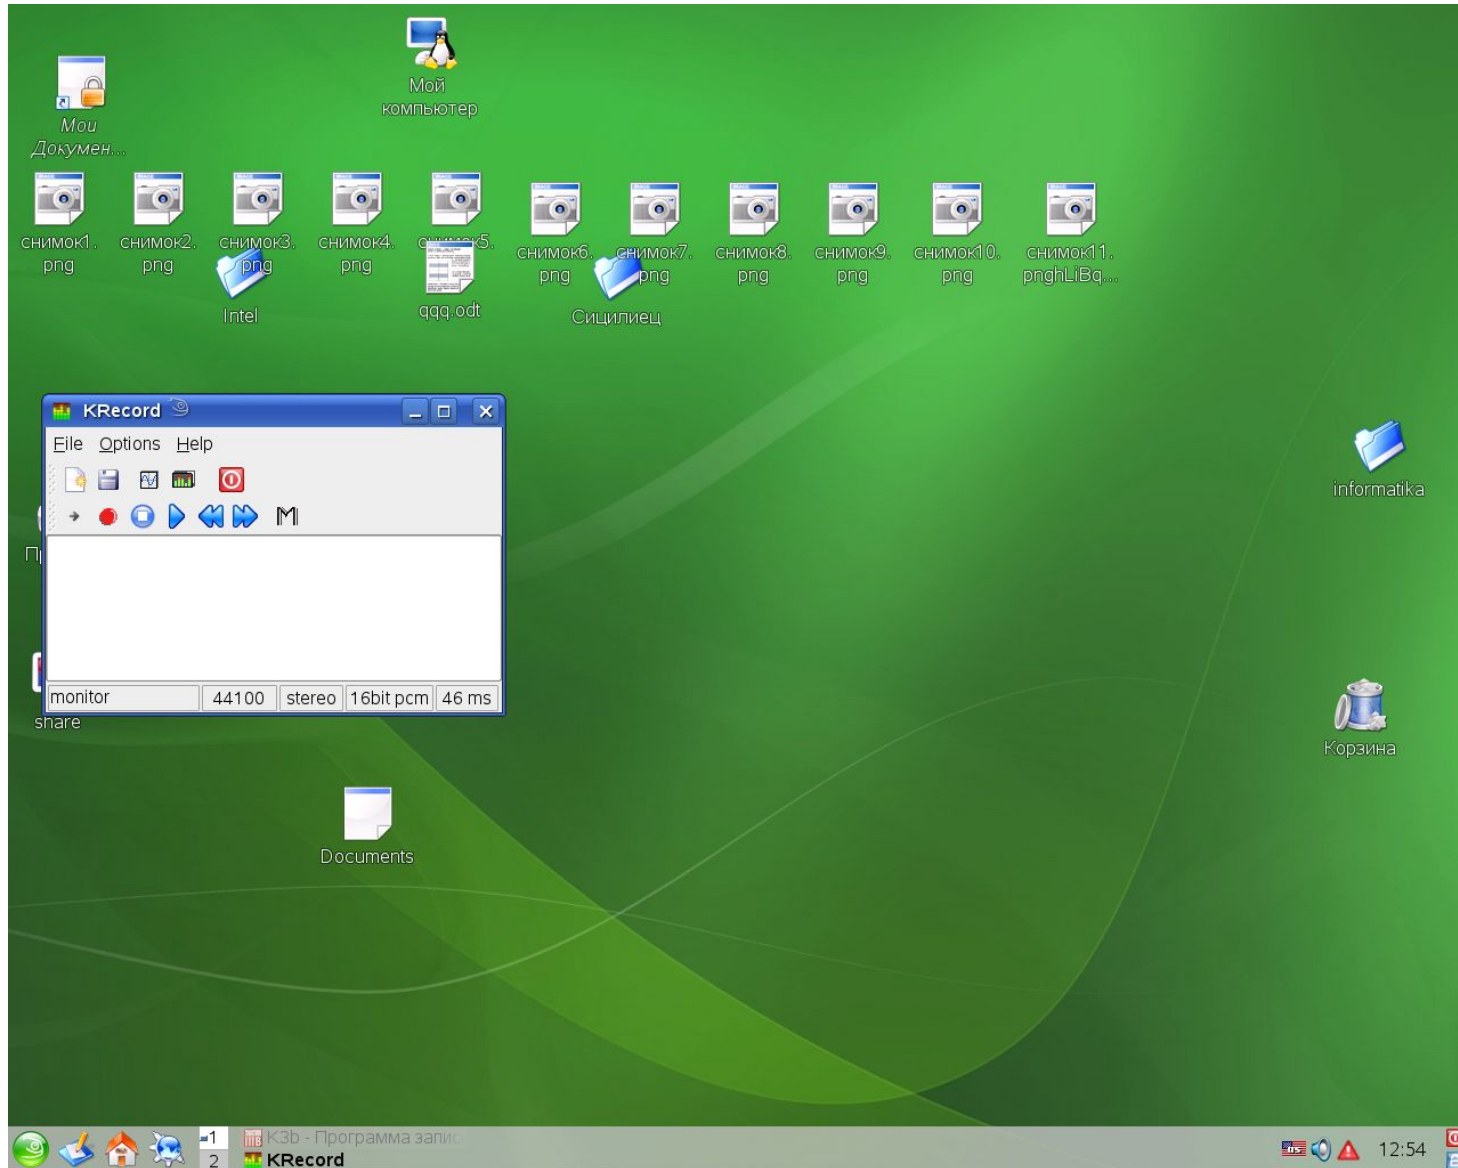 Мой
компьютер
Мои
Докумен...
снимок1.
png
снимок2.
png
снимок3.
png
снимок4.
png
снимок5.
снимок6.
png
снимок7.
png
снимок8.
png
снимок9.
png
снимок10.
png
снимок11.
pnghLiBq...
Intel
qqq.odt
Сицилиец
KRecord
File Options Help
informatika
monitor 44100 stereo 16bit pcm 46 ms
share
Корзина
Documents
1
2
K3b - Программа запис
KRecord
us
12:54